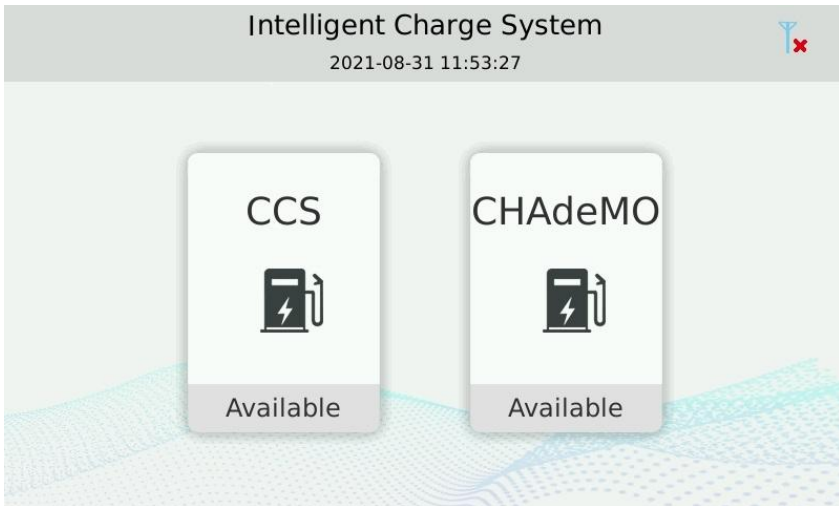 Intelligent Charge System
2021-08-31 11:53:27
CCS
CHAdeMO
Available
Available